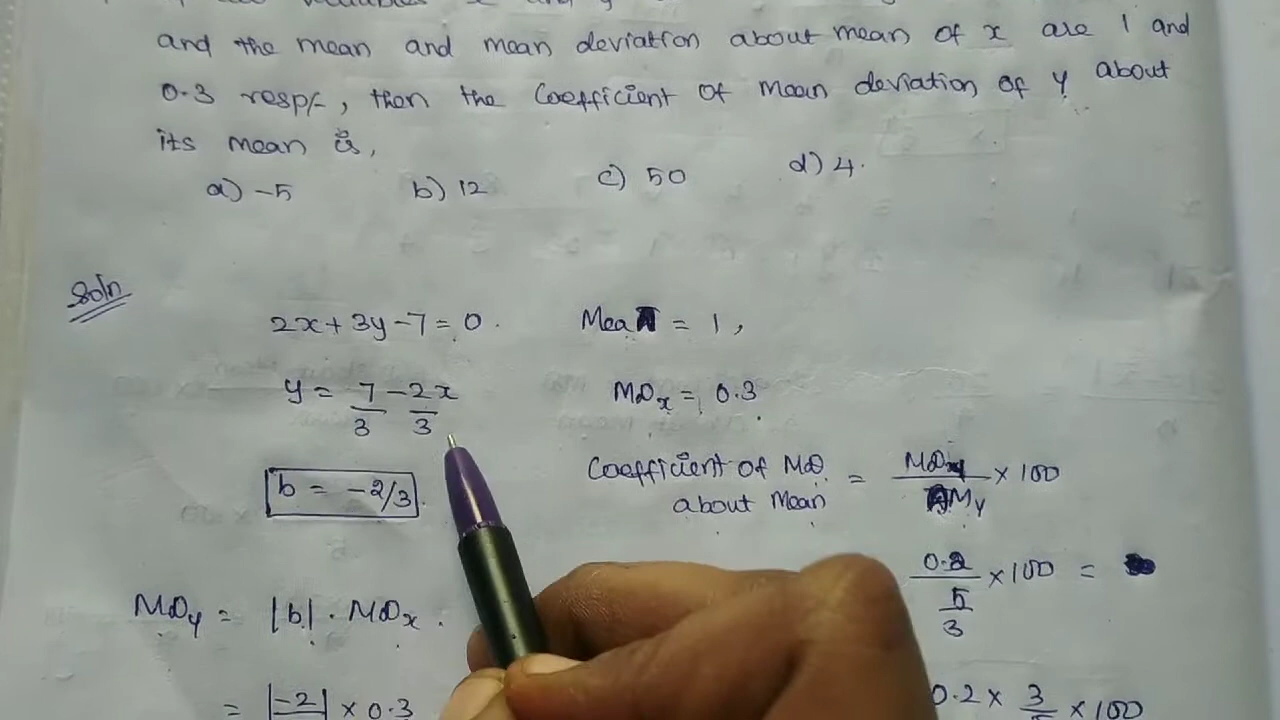 and the mean and mean deviation about mean of x are 1 and
0.3 resp/-, then the Coefficient of Mean deviation of y about
its mean is,
a) -5 b) 12 c) 50 d) 4.
Soln
2x + 3y - 7 = 0. Mean = 1,
y = 7/3 - 2x/3 MDx = 0.3
b = -2/3. Coefficient of MD about Mean = MDy/My × 100
0.2/(5/3) × 100 =
MDy = |b| . MDx.
= |-2| × 0.3 0.2 × 3 × 100